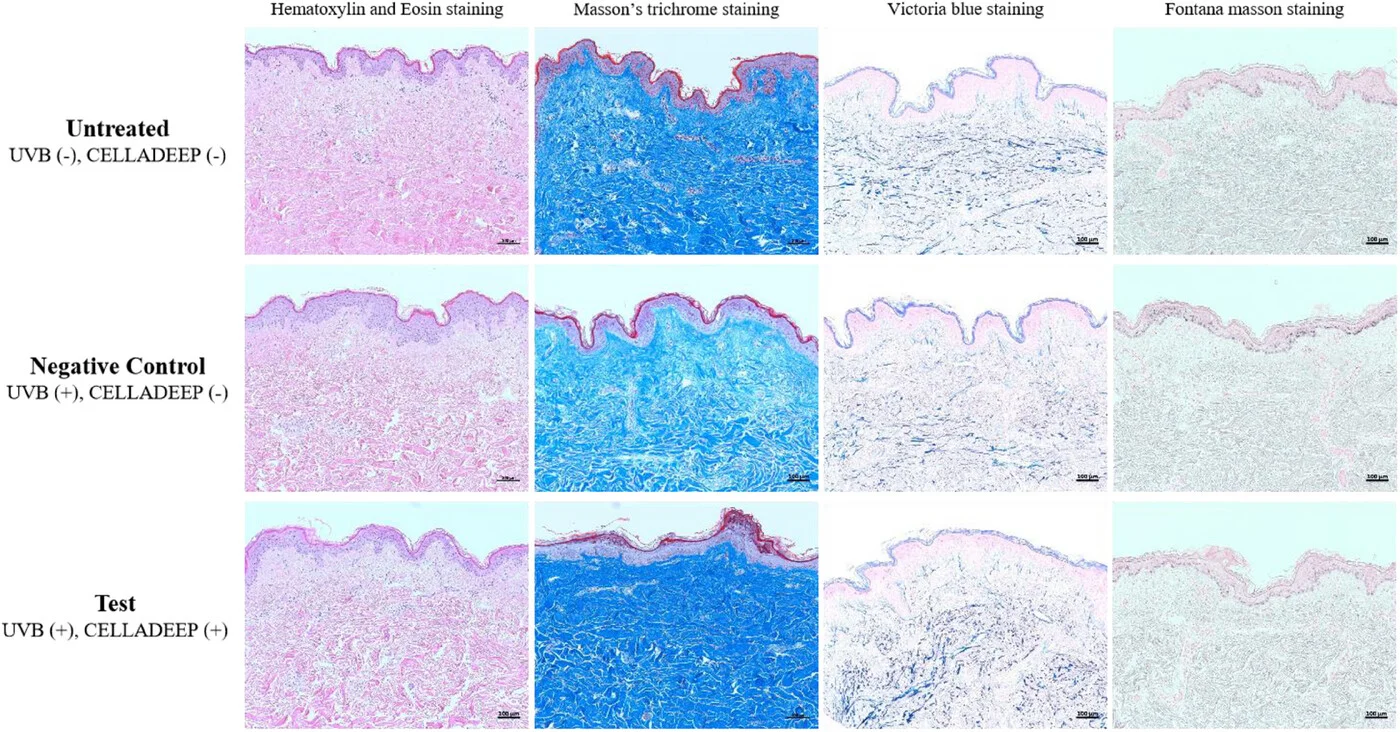 Hematoxylin and Eosin staining Masson's trichrome staining Victoria blue staining Fontana masson staining
Untreated
UVB (-), CELLADEEP (-)
100 μm 100 μm
Negative Control
UVB (+), CELLADEEP (-)
100 μm 100 μm 100 μm
Test
UVB (+), CELLADEEP (+)
100 μm 100 μm 100 μm